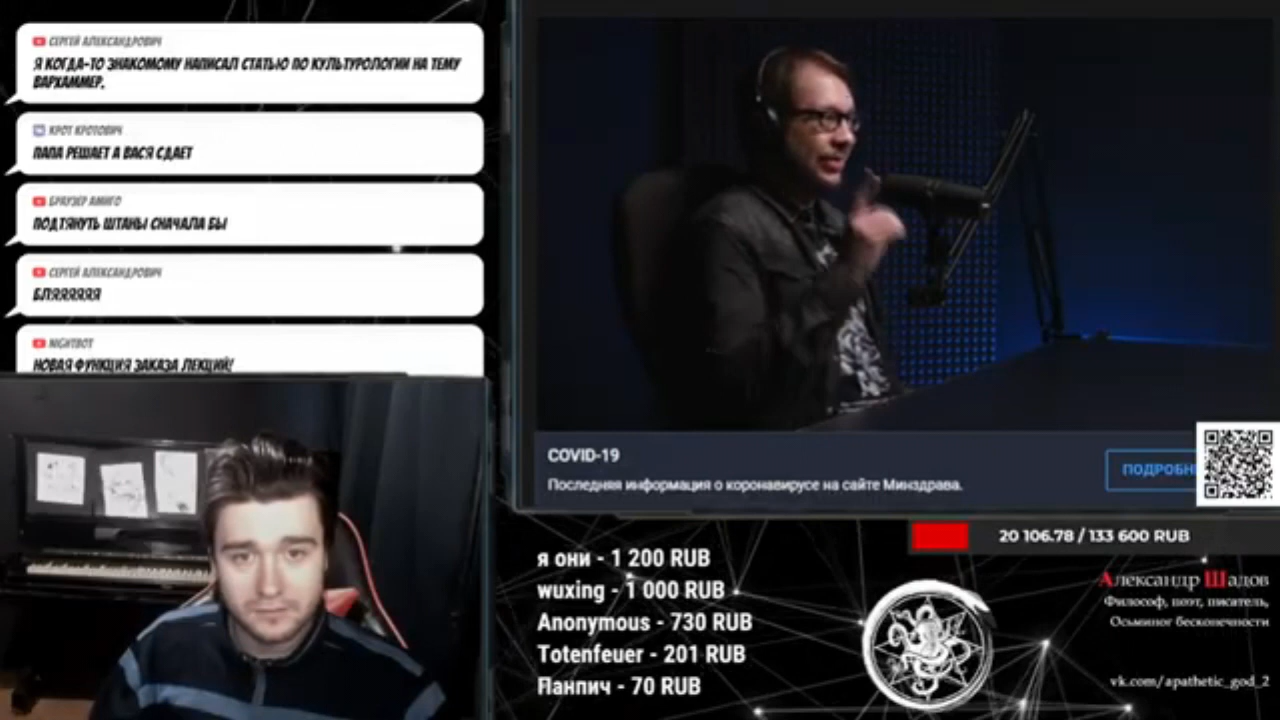 СЕРГЕЙ АЛЕКСАНДРОВИЧ
Я КОГДА-ТО ЗНАКОМОМУ НАПИСАЛ СТАТЬЮ ПО КУЛЬТУРОЛОГИИ НА ТЕМУ
ВАРХАММЕР,
КРОТ КРОТОВИЧ
ПАПА РЕШАЕТ А ВАСЯ СДАЕТ
БРАУЗЕР АМИГО
ПОДТЯНУТЬ ШТАНЫ СНАЧАЛА БЫ
СЕРГЕЙ АЛЕКСАНДРОВИЧ
БЛЯЯЯЯЯЯ
NIGHTBOT
НОВАЯ ФУНКЦИЯ ЗАКАЗА ЛЕКЦИЙ!
COVID-19
Последняя информация о коронавирусе на сайте Минздрава.
ПОДРОБН
20 106.78 / 133 600 RUB
я они - 1 200 RUB
wuxing - 1 000 RUB
Anonymous - 730 RUB
Totenfeuer - 201 RUB
Панпич - 70 RUB
Александр Шадов
Философ, поэт, писатель,
Осьминог бесконечности
vk.com/apathetic_god_2